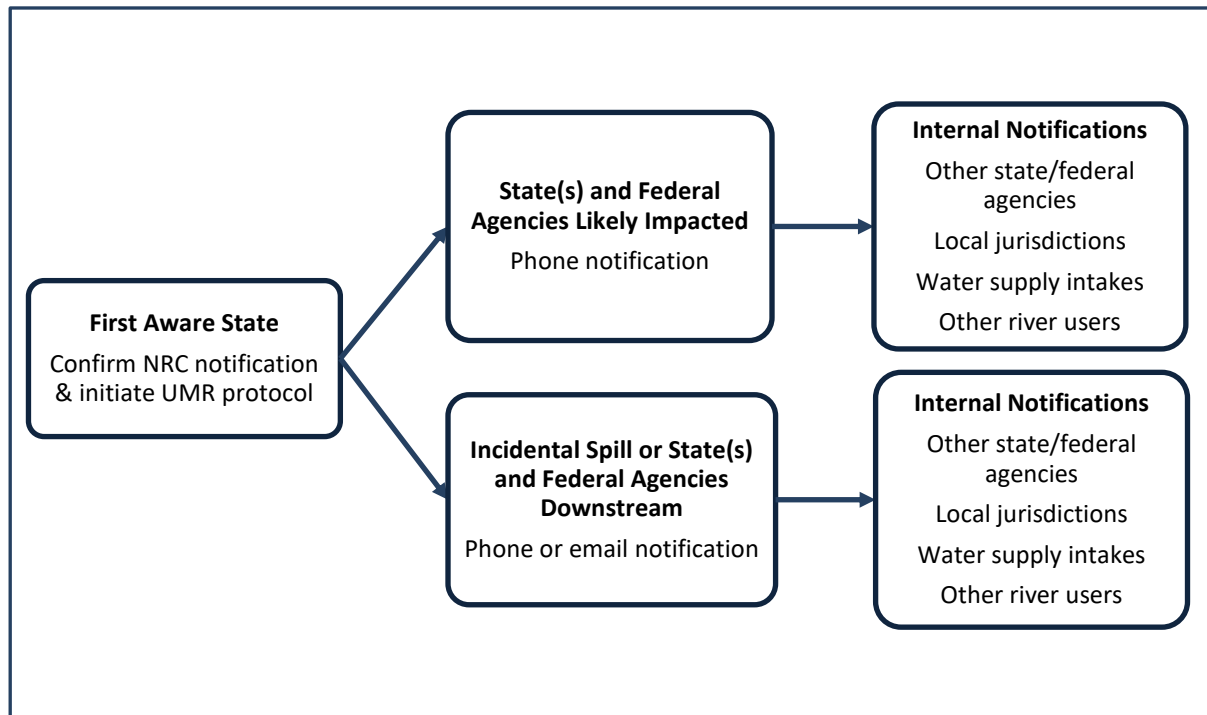 First Aware State
Confirm NRC notification
& initiate UMR protocol
State(s) and Federal
Agencies Likely Impacted
Phone notification
Internal Notifications
Other state/federal
agencies
Local jurisdictions
Water supply intakes
Other river users
Incidental Spill or State(s)
and Federal Agencies
Downstream
Phone or email notification
Internal Notifications
Other state/federal
agencies
Local jurisdictions
Water supply intakes
Other river users